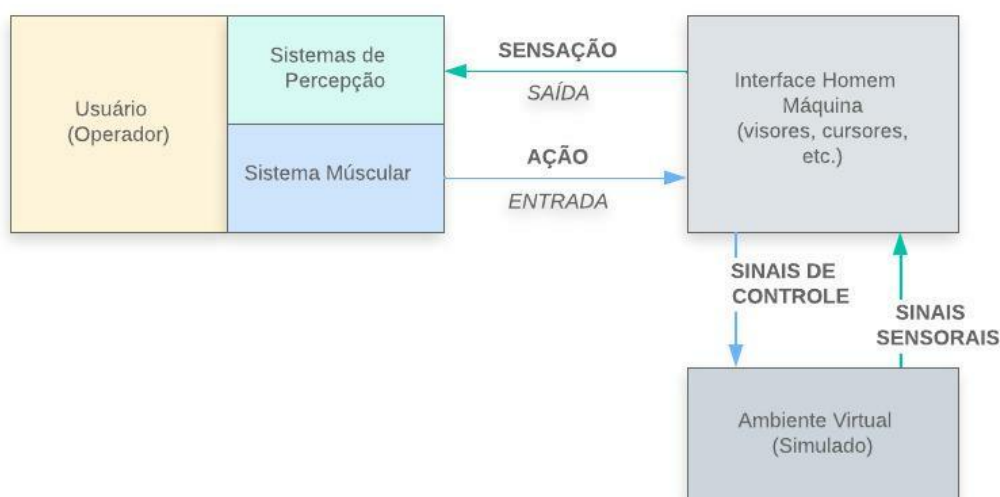 Usuário
(Operador)
Sistemas de
Percepção
Sistema Múscular
SENSAÇÃO
SAÍDA
AÇÃO
ENTRADA
Interface Homem
Máquina
(visores, cursores,
etc.)
SINAIS DE
CONTROLE
SINAIS
SENSORAIS
Ambiente Virtual
(Simulado)